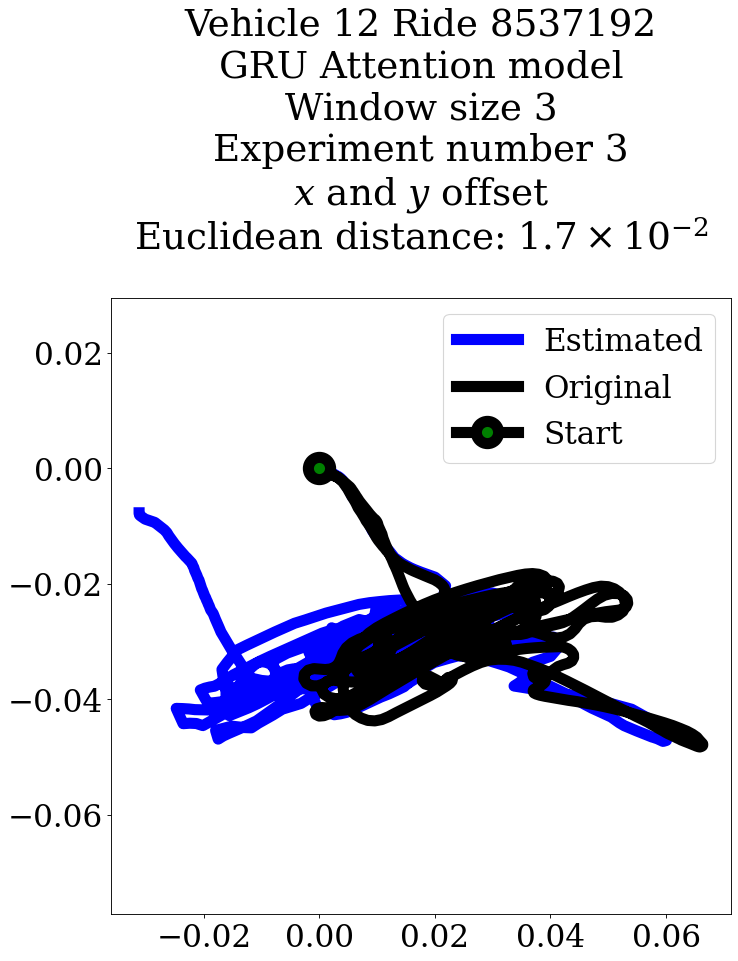 Vehicle 12 Ride 8537192
GRU Attention model
Window size 3
Experiment number 3
x and y offset
Euclidean distance: 1.7 × 10⁻²
Estimated
Original
Start
0.02
0.00
−0.02
−0.04
−0.06
−0.02 0.00 0.02 0.04 0.06